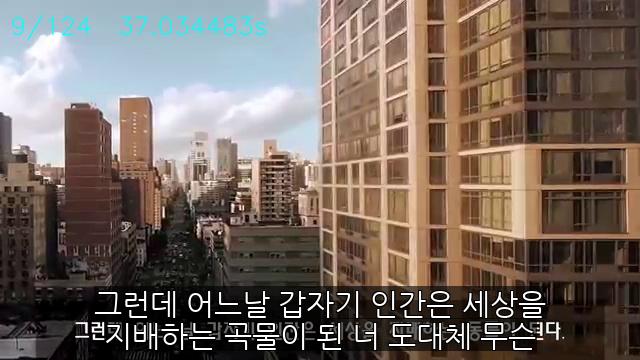 9/124 37.034483s
그런데 어느날 갑자기 인간은 세상을
지배하는 곡물이 된 녀 도대체 무슨